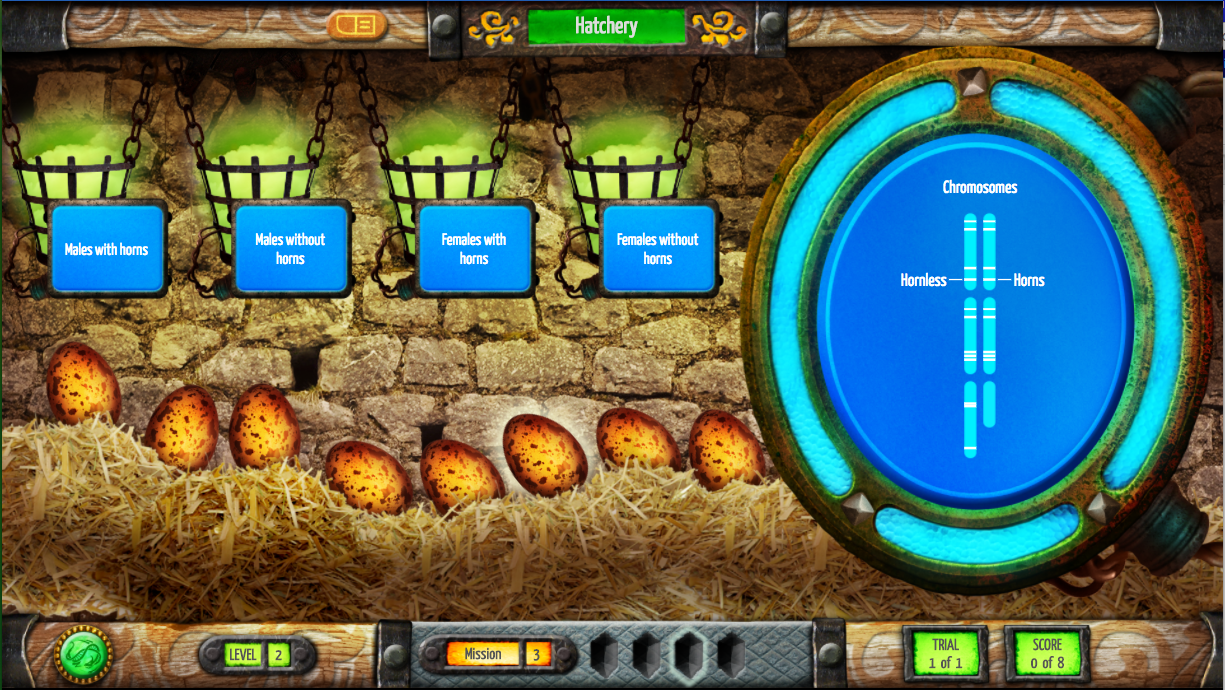 Hatchery
Males with horns
Males without
horns
Females with
horns
Females without
horns
Chromosomes
Hornless
Horns
LEVEL 2
Mission 3
TRIAL
1 of 1
SCORE
0 of 8